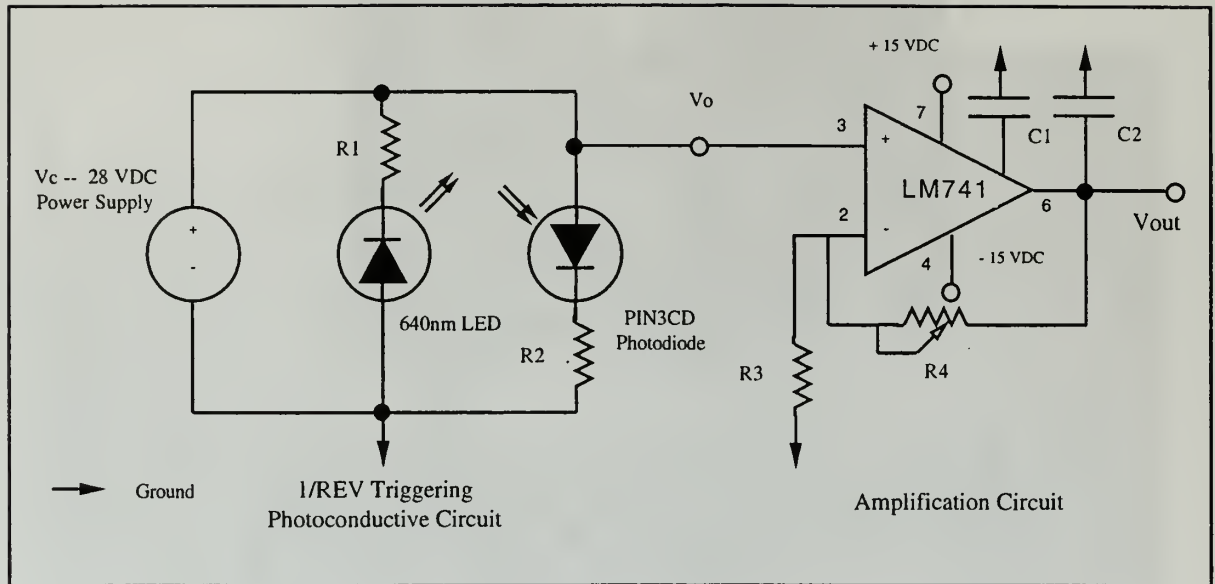 + 15 VDC
Vo
7
3
+
C1
C2
R1
Vc -- 28 VDC
Power Supply
+
-
LM741
2
-
6
Vout
4
- 15 VDC
640nm LED
PIN3CD
Photodiode
R2
R3
R4
Ground
1/REV Triggering
Photoconductive Circuit
Amplification Circuit